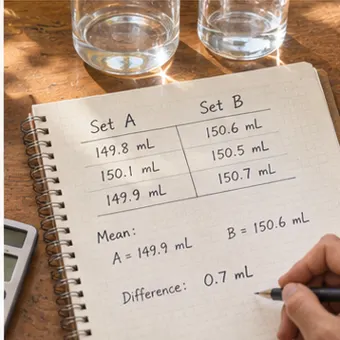 Set A Set B
149.8 mL 150.6 mL
150.1 mL 150.5 mL
149.9 mL 150.7 mL
Mean:
A = 149.9 mL B = 150.6 mL
Difference: 0.7 mL